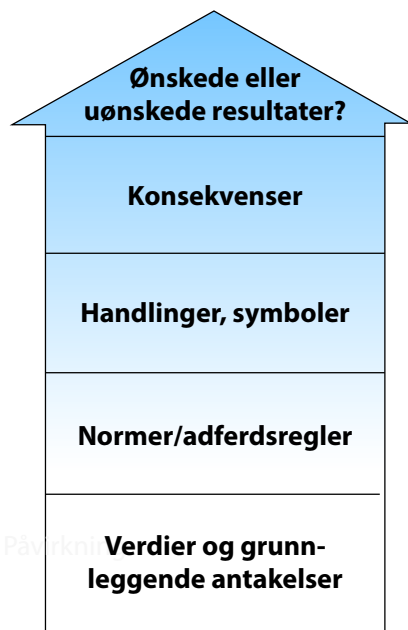 Ønskede eller
uønskede resultater?
Konsekvenser
Handlinger, symboler
Normer/adferdsregler
Verdier og grunn-
leggende antakelser